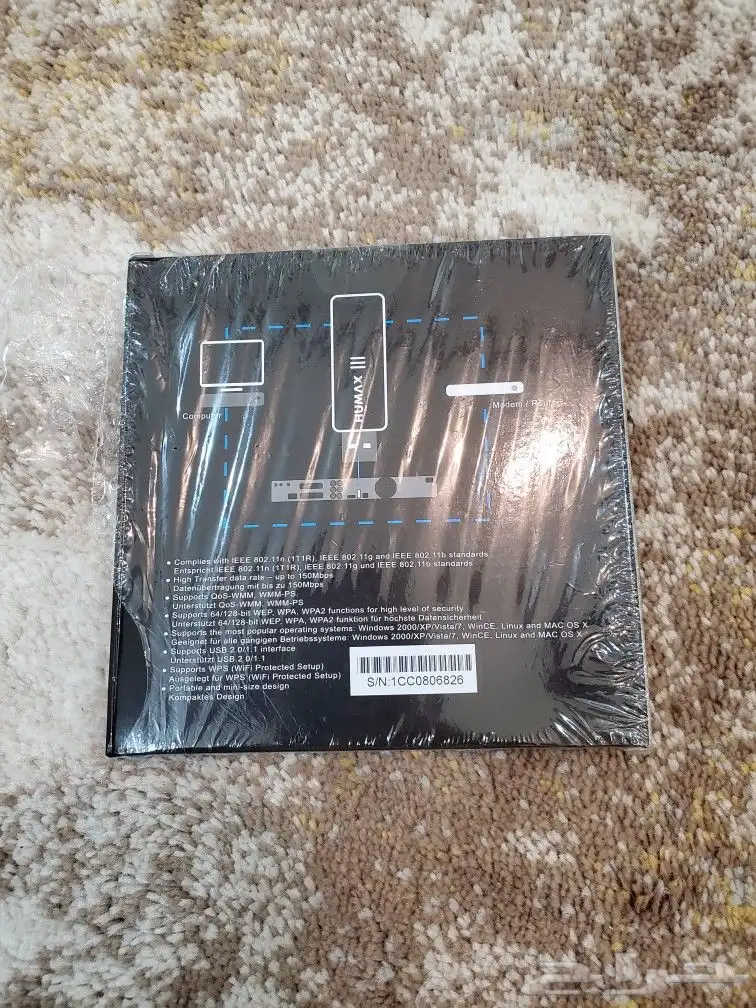 HUMAX
Computer
Modem / Router
• Complies with IEEE 802.11n (1T1R), IEEE 802.11g and IEEE 802.11b standards
Entspricht IEEE 802.11n (1T1R), IEEE 802.11g und IEEE 802.11b standards
• High Transfer data rate – up to 150Mbps
Datenübertragung mit bis zu 150Mbps
• Supports QoS-WMM, WMM-PS
Unterstützt QoS-WMM, WMM-PS
• Supports 64/128-bit WEP, WPA, WPA2 functions for high level of security
Unterstützt 64/128-bit WEP, WPA, WPA2 funktion für höchste Datensicherheit
• Supports the most popular operating systems: Windows 2000/XP/Vista/7, WinCE, Linux and MAC OS X
Geeignet für alle gängigen Betriebssysteme: Windows 2000/XP/Vista/7, WinCE, Linux and MAC OS X
• Supports USB 2.0/1.1 interface
Unterstützt USB 2.0/1.1
• Supports WPS (WiFi Protected Setup)
Ausgelegt für WPS (WiFi Protected Setup)
• Portable and mini-size design
Kompaktes Design
S/N:1CC0806826
حراج